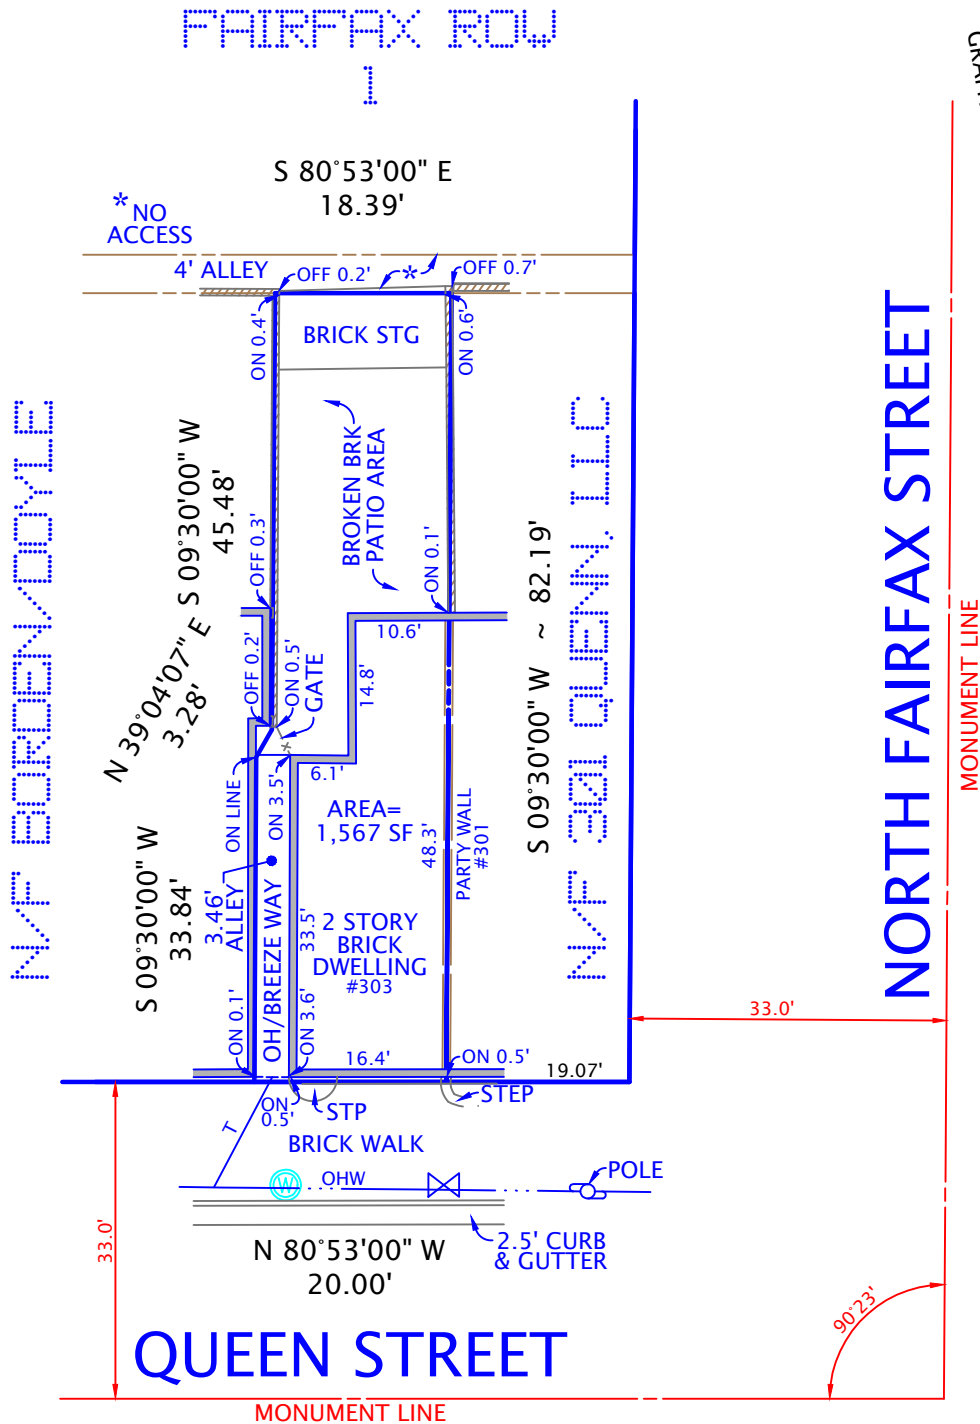 FAIRFAX ROW
1
GRAP
S 80°53'00" E
18.39'
*NO
ACCESS
4' ALLEY
OFF 0.2'
*
OFF 0.7'
ON 0.4'
BRICK STG
ON 0.6'
N/F BORDEN/DOYLE
S 09°30'00" W
45.48'
OFF 0.3'
BROKEN BRK
PATIO AREA
ON 0.1'
S 09°30'00" W ~ 82.19'
N/F 301 QUENN, LLC
NORTH FAIRFAX STREET
MONUMENT LINE
N 39°04'07" E
3.28'
OFF 0.2'
ON 0.5'
GATE
10.6'
14.8'
6.1'
ON LINE
ON 3.5'
AREA=
1,567 SF
48.3'
PARTY WALL
#301
S 09°30'00" W
33.84'
3.46'
ALLEY
OH/BREEZE WAY
33.5'
2 STORY
BRICK
DWELLING
#303
ON 0.1'
ON 3.6'
16.4'
ON 0.5'
19.07'
33.0'
ON
0.5'
STP
STEP
T
BRICK WALK
W
OHW
POLE
33.0'
2.5' CURB
& GUTTER
N 80°53'00" W
20.00'
90°23'
QUEEN STREET
MONUMENT LINE